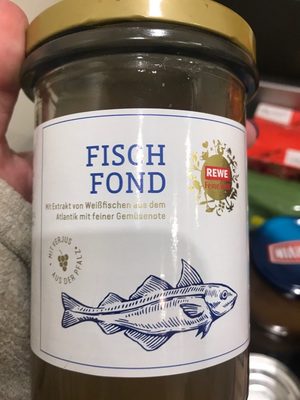 FISCH
FOND
Mit Extrakt von Weißfischen aus dem
Atlantik mit feiner Gemüsenote
MIT VERJUS
AUS DER PFALZ
REWE